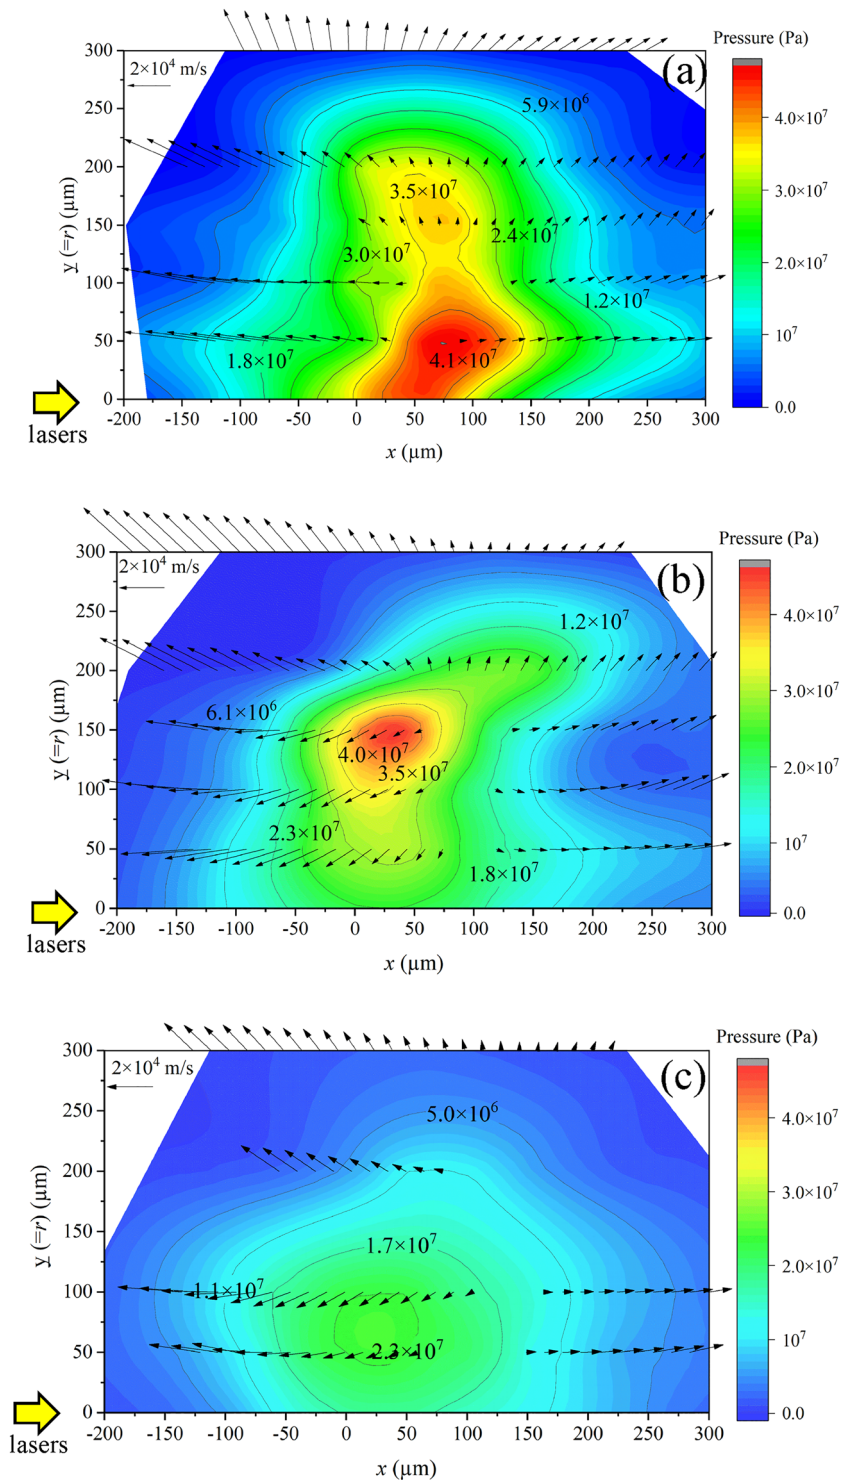 Pressure (Pa)
(a)
300
2×10⁴ m/s
5.9×10⁶
250
4.0×10⁷
200
3.5×10⁷
3.0×10⁷
y (=r) (µm)
150
2.4×10⁷
3.0×10⁷
2.0×10⁷
100
1.2×10⁷
50
1.8×10⁷
4.1×10⁷
10⁷
0
0.0
-200 -150 -100 -50 0 50 100 150 200 250 300
lasers
x (µm)
Pressure (Pa)
300
2×10⁴ m/s
(b)
250
1.2×10⁷
4.0×10⁷
200
6.1×10⁶
3.0×10⁷
y (=r) (µm)
150
4.0×10⁷
3.5×10⁷
2.0×10⁷
100
2.3×10⁷
10⁷
50
1.8×10⁷
0
0.0
-200 -150 -100 -50 0 50 100 150 200 250 300
lasers
x (µm)
Pressure (Pa)
300
2×10⁴ m/s
(c)
250
5.0×10⁶
4.0×10⁷
200
3.0×10⁷
y (=r) (µm)
150
1.7×10⁷
2.0×10⁷
100
1.1×10⁷
50
2.3×10⁷
10⁷
0
0.0
-200 -150 -100 -50 0 50 100 150 200 250 300
lasers
x (µm)